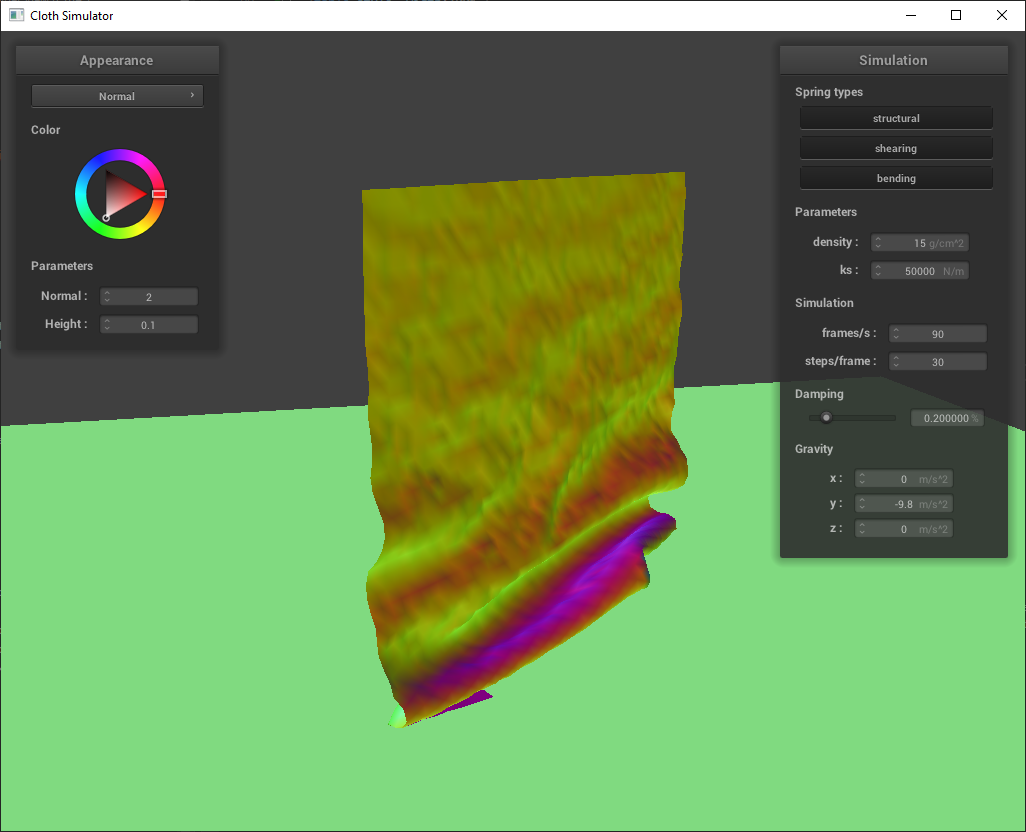 Cloth Simulator
Appearance
Normal
Color
Parameters
Normal : 2
Height : 0.1
Simulation
Spring types
structural
shearing
bending
Parameters
density : 15 g/cm^2
ks : 50000 N/m
Simulation
frames/s : 90
steps/frame : 30
Damping
0.200000 %
Gravity
x : 0 m/s^2
y : -9.8 m/s^2
z : 0 m/s^2